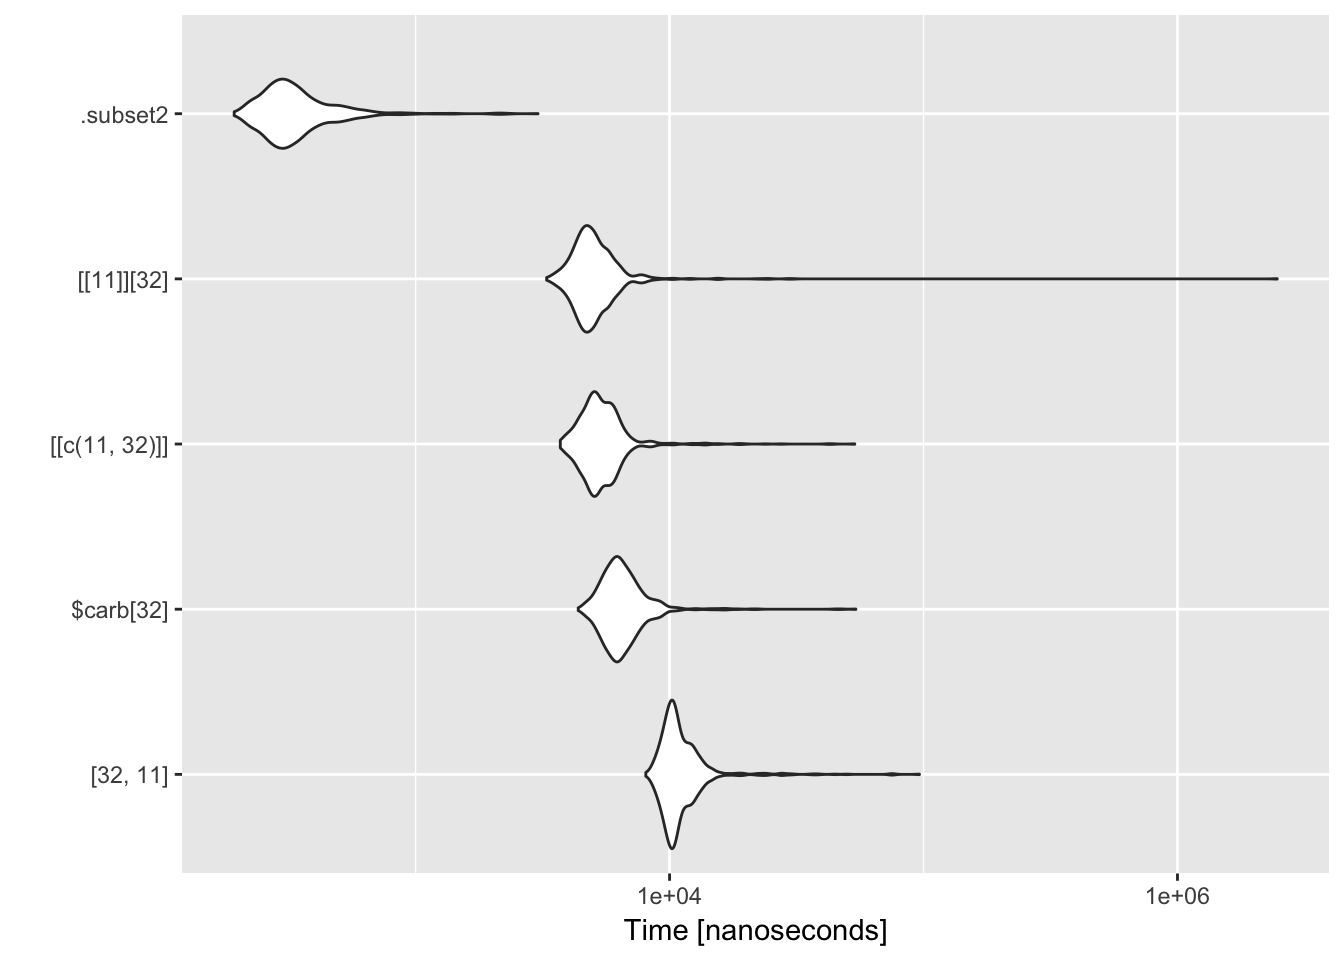 .subset2
[[11]][32]
[[c(11, 32)]]
$carb[32]
[32, 11]
1e+04 1e+06
Time [nanoseconds]